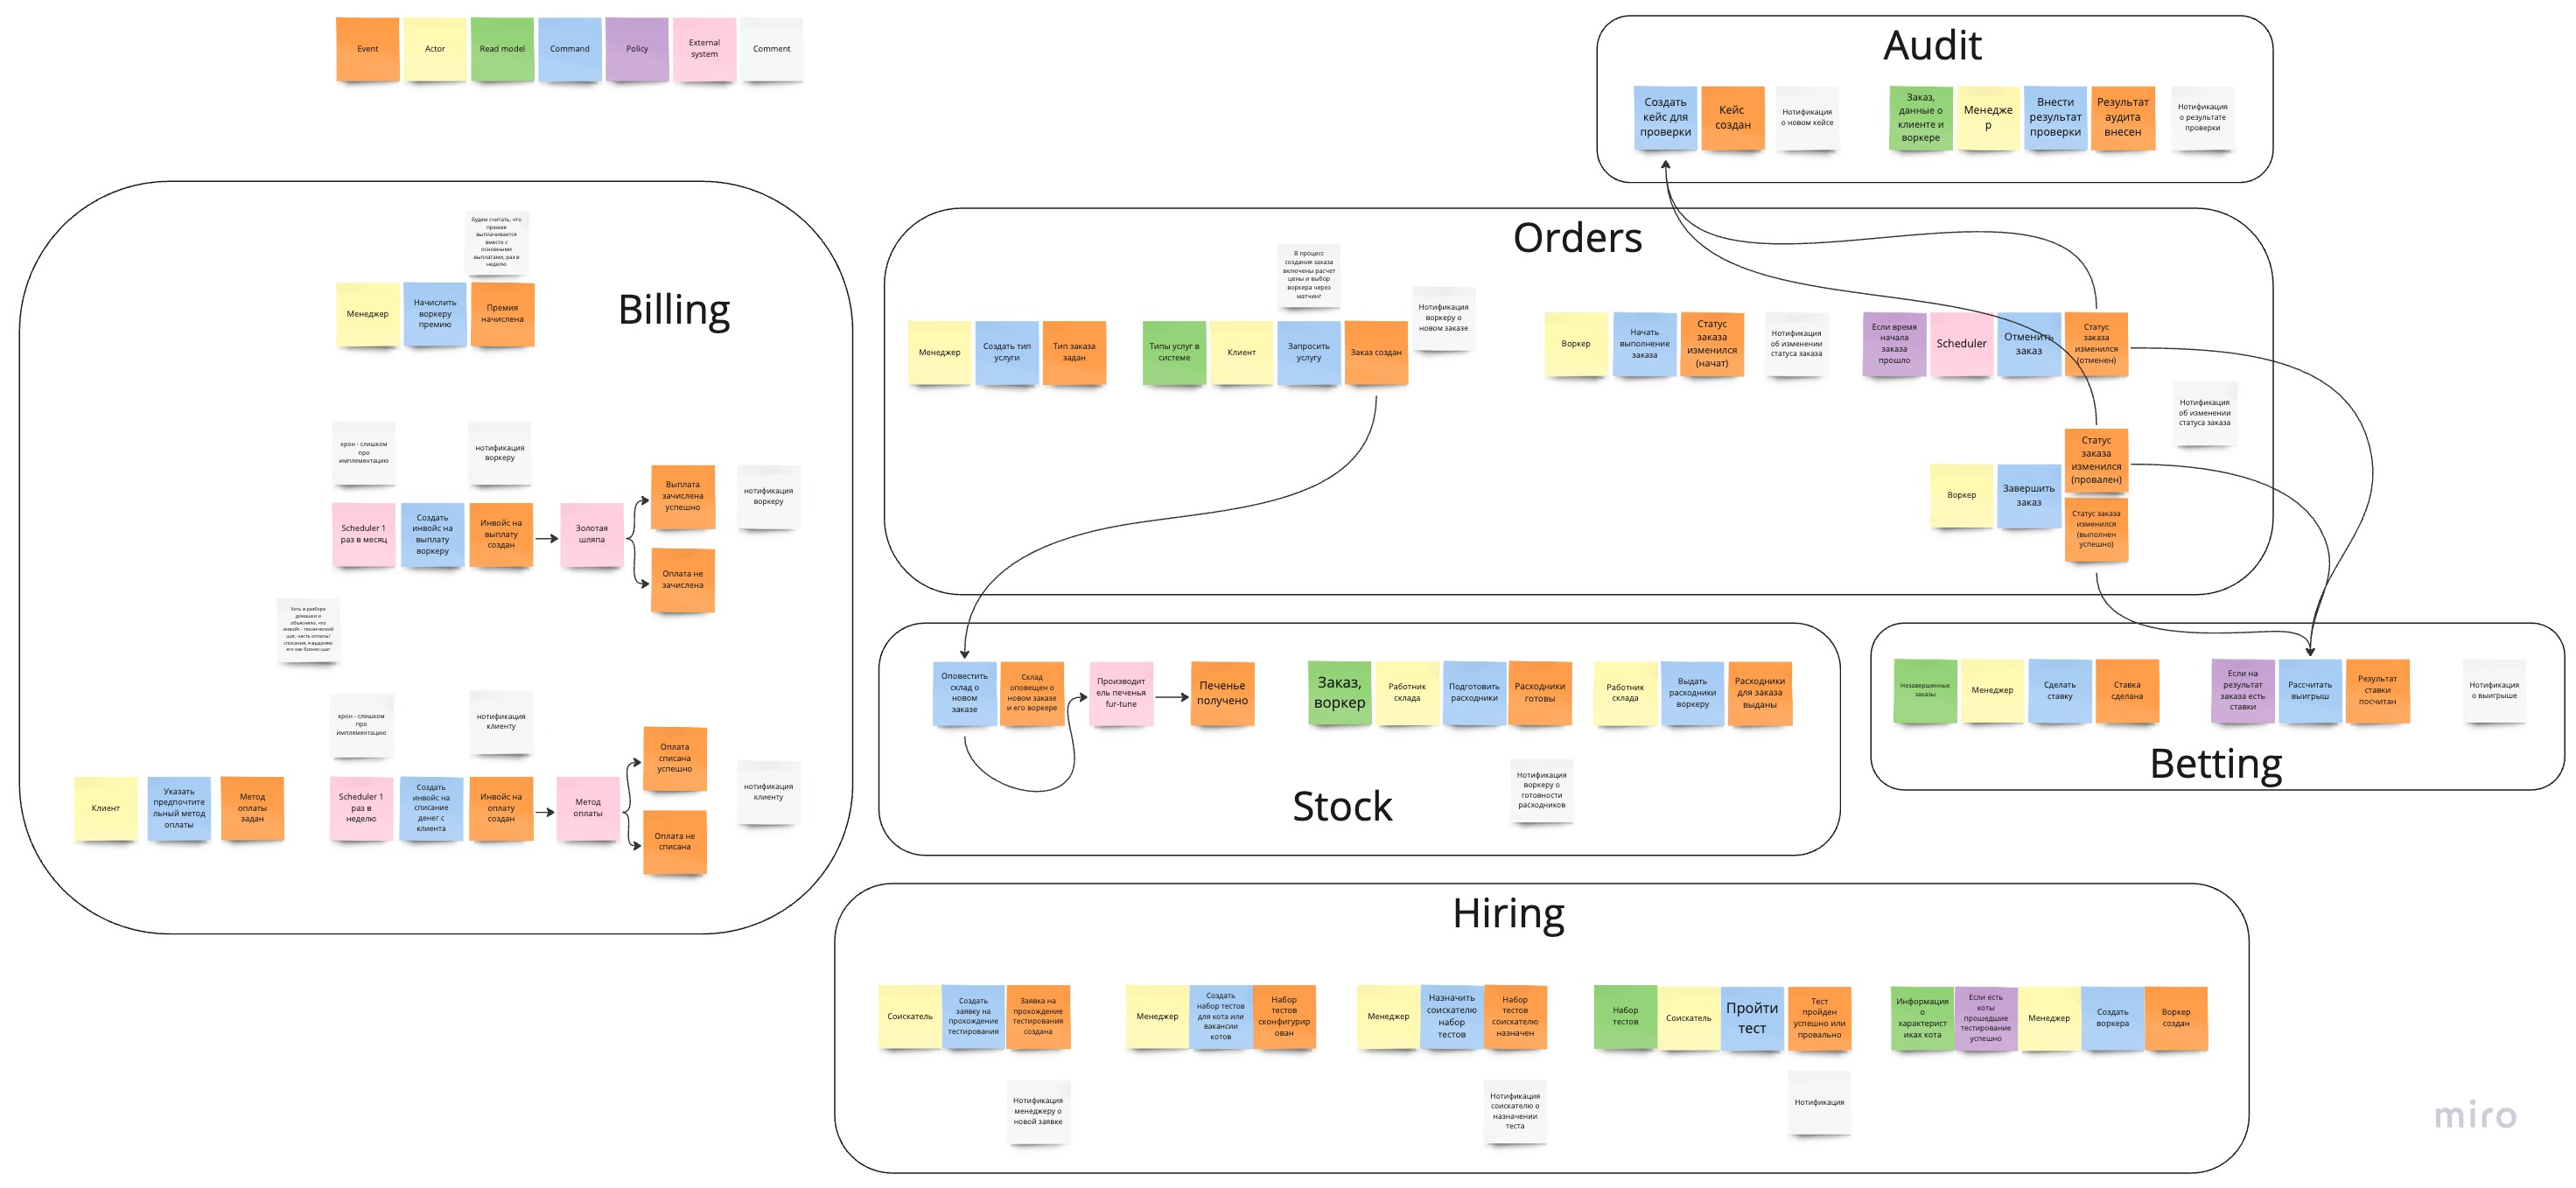 Event
Actor
Read model
Command
Policy
External
system
Comment
Audit
Создать
кейс для
проверки
Кейс
создан
Нотификация
о новом кейсе
Заказ,
данные о
клиенте и
воркере
Менедже
р
Внести
результат
проверки
Результат
аудита
внесен
Нотификация
о результате
проверки
Billing
Будем считать, что
премия
выплачивается
вместе с
основными
выплатами, раз в
неделю
Менеджер
Начислить
воркеру
премию
Премия
начислена
крон - слишком
про
имплементацию
нотификация
воркеру
Scheduler 1
раз в месяц
Создать
инвойс на
выплату
воркеру
Инвойс на
выплату
создан
Золотая
шляпа
Выплата
зачислена
успешно
Оплата не
зачислена
нотификация
воркеру
Хоть в разборе
домашки и
объясняли, что
инвойс - технический
шаг, часть оплаты/
списания, я выделяю
его как бизнес-шаг
крон - слишком
про
имплементацию
нотификация
клиенту
Клиент
Указать
предпочтите
льный метод
оплаты
Метод
оплаты
задан
Scheduler 1
раз в
неделю
Создать
инвойс на
списание
денег с
клиента
Инвойс на
оплату
создан
Метод
оплаты
Оплата
списана
успешно
Оплата не
списана
нотификация
клиенту
Orders
В процесс
создания заказа
включены расчет
цены и выбор
воркера через
матчинг
Нотификация
воркеру о
новом заказе
Менеджер
Создать тип
услуги
Тип заказа
задан
Типы услуг в
системе
Клиент
Запросить
услугу
Заказ создан
Воркер
Начать
выполнение
заказа
Статус
заказа
изменился
(начат)
Нотификация
об изменении
статуса заказа
Если время
начала
заказа
прошло
Scheduler
Отменить
заказ
Статус
заказа
изменился
(отменен)
Нотификация
об изменении
статуса заказа
Воркер
Завершить
заказ
Статус
заказа
изменился
(провален)
Статус заказа
изменился
(выполнен
успешно)
Stock
Оповестить
склад о
новом
заказе
Склад
оповещен о
новом заказе
и его воркере
Производит
ель печенья
fur-tune
Печенье
получено
Заказ,
воркер
Работник
склада
Подготовить
расходники
Расходники
готовы
Работник
склада
Выдать
расходники
воркеру
Расходники
для заказа
выданы
Нотификация
воркеру о
готовности
расходников
Betting
Незавершенные
заказы
Менеджер
Сделать
ставку
Ставка
сделана
Если на
результат
заказа есть
ставки
Рассчитать
выигрыш
Результат
ставки
посчитан
Нотификация
о выигрыше
Hiring
Соискатель
Создать
заявку на
прохождение
тестирования
Заявка на
прохождение
тестирования
создана
Нотификация
менеджеру о
новой заявке
Менеджер
Создать
набор тестов
для кота или
вакансии
котов
Набор
тестов
сконфигурир
ован
Менеджер
Назначить
соискателю
набор
тестов
Набор
тестов
соискателю
назначен
Нотификация
соискателю о
назначении
теста
Набор
тестов
Соискатель
Пройти
тест
Тест
пройден
успешно или
провально
Нотификация
Информация
о
характерист
иках кота
Если есть
коты
прошедшие
тестирование
успешно
Менеджер
Создать
воркера
Воркер
создан
miro